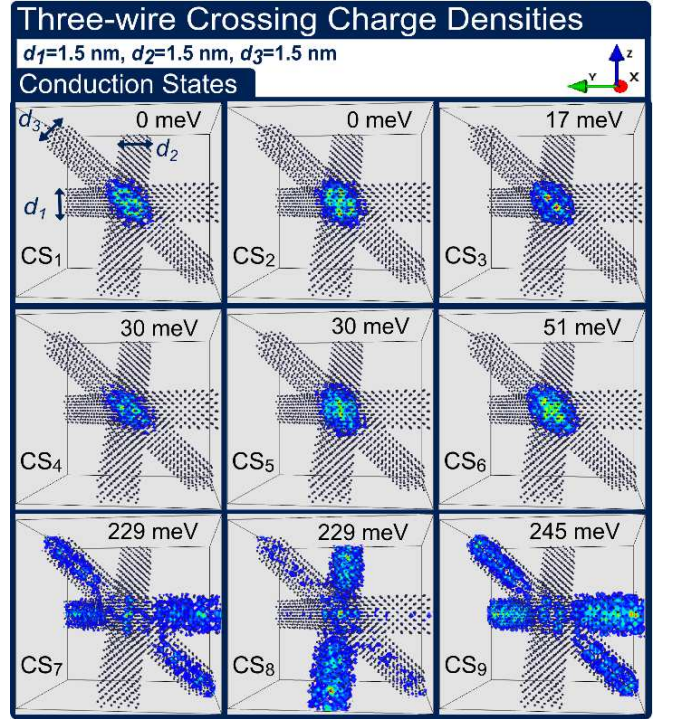 Three-wire Crossing Charge Densities
d1=1.5 nm, d2=1.5 nm, d3=1.5 nm
Z
Y X
Conduction States
0 meV 0 meV 17 meV
d3 d2
d1
CS1 CS2 CS3
30 meV 30 meV 51 meV
CS4 CS5 CS6
229 meV 229 meV 245 meV
CS7 CS8 CS9